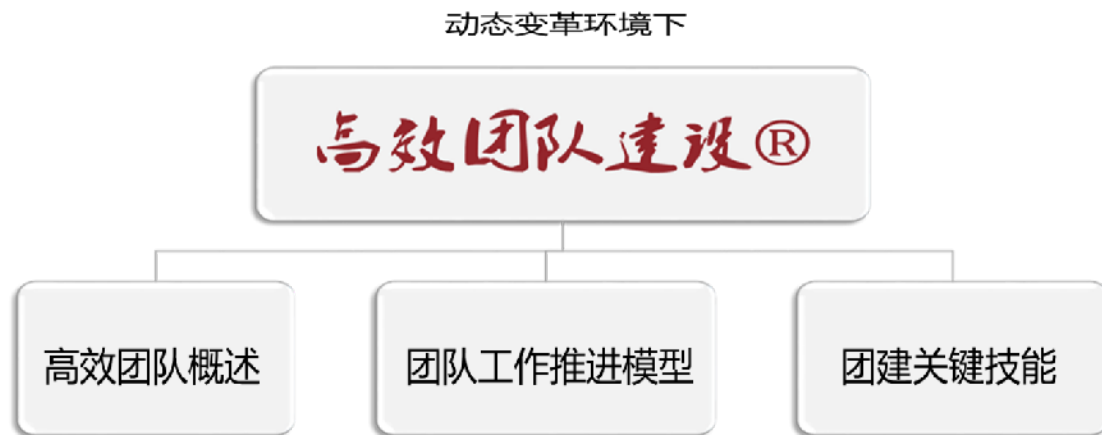 动态变革环境下
高效团队建设®
高效团队概述
团队工作推进模型
团建关键技能